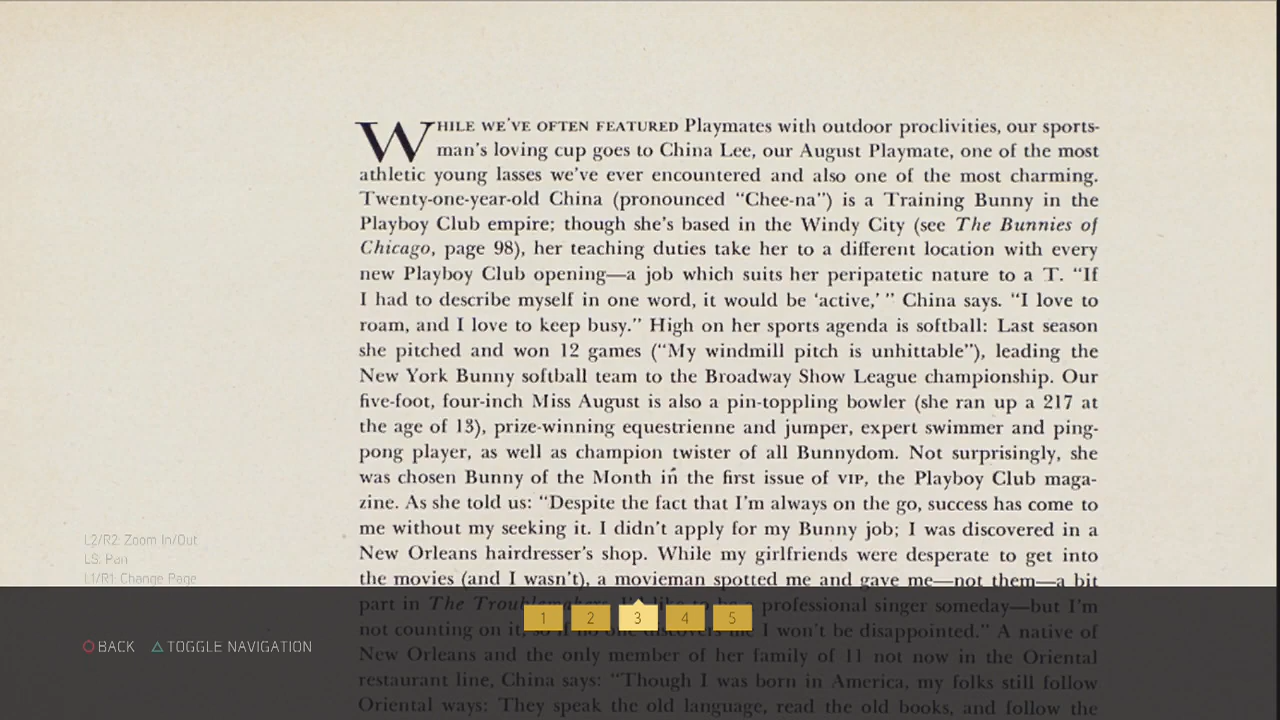 WHILE WE'VE OFTEN FEATURED Playmates with outdoor proclivities, our sports-
man's loving cup goes to China Lee, our August Playmate, one of the most
athletic young lasses we've ever encountered and also one of the most charming.
Twenty-one-year-old China (pronounced “Chee-na”) is a Training Bunny in the
Playboy Club empire; though she's based in the Windy City (see The Bunnies of
Chicago, page 98), her teaching duties take her to a different location with every
new Playboy Club opening—a job which suits her peripatetic nature to a T. “If
I had to describe myself in one word, it would be ‘active,’ ” China says. “I love to
roam, and I love to keep busy.” High on her sports agenda is softball: Last season
she pitched and won 12 games (“My windmill pitch is unhittable”), leading the
New York Bunny softball team to the Broadway Show League championship. Our
five-foot, four-inch Miss August is also a pin-toppling bowler (she ran up a 217 at
the age of 13), prize-winning equestrienne and jumper, expert swimmer and ping-
pong player, as well as champion twister of all Bunnydom. Not surprisingly, she
was chosen Bunny of the Month in the first issue of VIP, the Playboy Club maga-
zine. As she told us: “Despite the fact that I'm always on the go, success has come to
me without my seeking it. I didn't apply for my Bunny job; I was discovered in a
New Orleans hairdresser's shop. While my girlfriends were desperate to get into
the movies (and I wasn't), a movieman spotted me and gave me—not them—a bit
part in The Troublemakers. I'd like to be a professional singer someday—but I'm
not counting on it, so if no one discovers me I won't be disappointed.” A native of
New Orleans and the only member of her family of 11 not now in the Oriental
restaurant line, China says: “Though I was born in America, my folks still follow
Oriental ways: They speak the old language, read the old books, and follow the
L2/R2: Zoom In/Out
LS: Pan
L1/R1: Change Page
1 2 3 4 5
BACK TOGGLE NAVIGATION